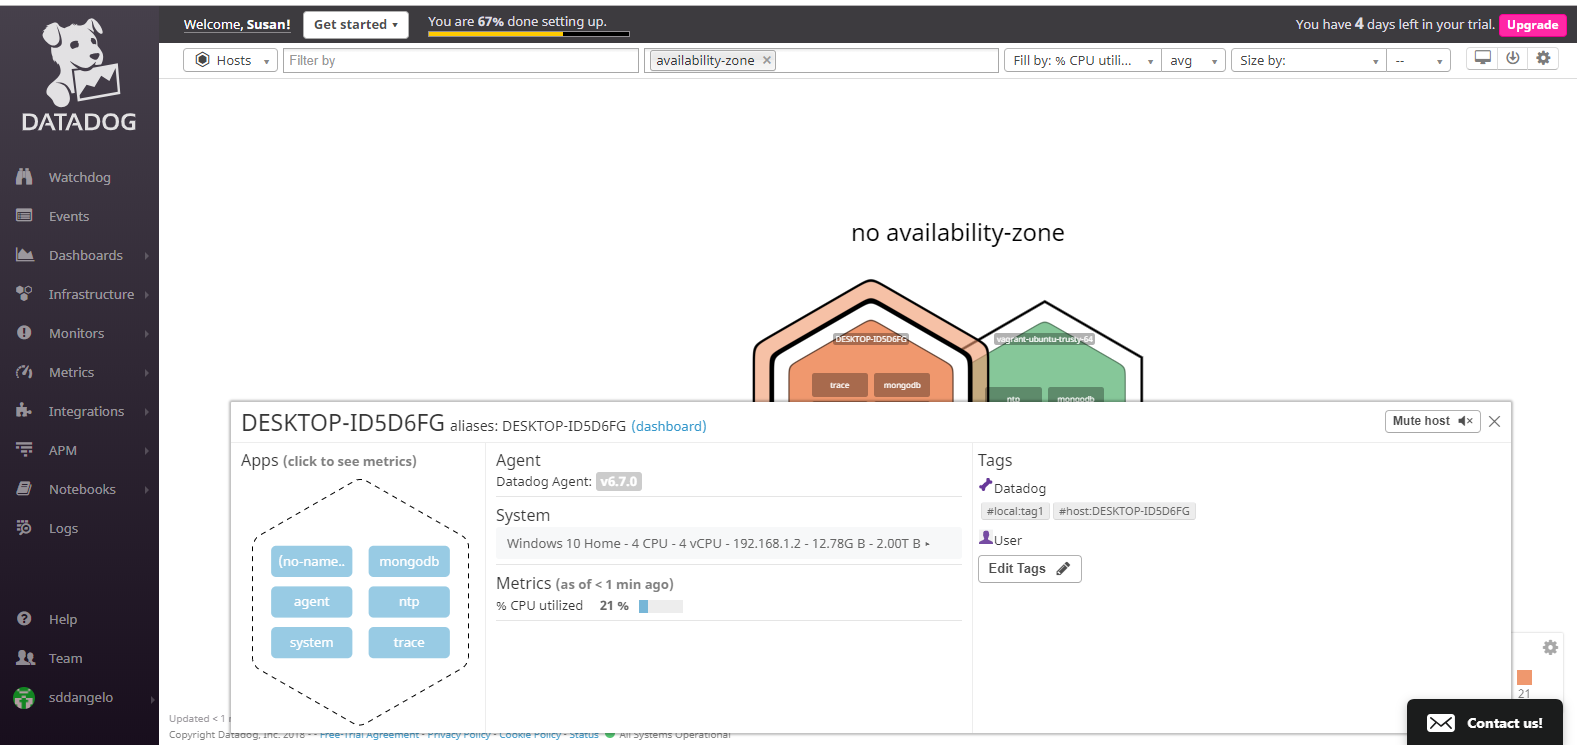 DATADOG
Welcome, Susan!
Get started
You are 67% done setting up.
You have 4 days left in your trial.
Upgrade
Hosts
Filter by
availability-zone ×
Fill by: % CPU utili...
avg
Size by:
--
Watchdog
Events
Dashboards
Infrastructure
Monitors
Metrics
Integrations
APM
Notebooks
Logs
Help
Team
sddangelo
no availability-zone
DESKTOP-ID5D6FG
vagrant-ubuntu-trusty-64
trace
mongodb
ntp
mongodb
DESKTOP-ID5D6FG aliases: DESKTOP-ID5D6FG (dashboard)
Mute host
Apps (click to see metrics)
(no-name..
mongodb
agent
ntp
system
trace
Agent
Datadog Agent: v6.7.0
System
Windows 10 Home - 4 CPU - 4 vCPU - 192.168.1.2 - 12.78G B - 2.00T B
Metrics (as of < 1 min ago)
% CPU utilized 21 %
Tags
Datadog
#local:tag1 #host:DESKTOP-ID5D6FG
User
Edit Tags
21
Updated < 1
Copyright Datadog, Inc. 2018 - - Free-Trial Agreement - Privacy Policy - Cookie Policy - Status All Systems Operational
Contact us!